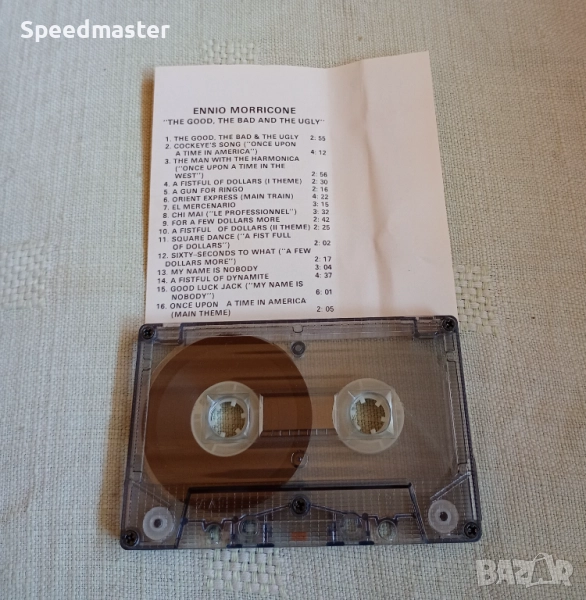 Speedmaster
ENNIO MORRICONE
"THE GOOD, THE BAD AND THE UGLY"
1. THE GOOD, THE BAD & THE UGLY 2: 55
2. COCKEYE'S SONG ("ONCE UPON
A TIME IN AMERICA") 4: 12
3. THE MAN WITH THE HARMONICA
("ONCE UPON A TIME IN THE
WEST") 2: 56
4. A FISTFUL OF DOLLARS (I THEME) 2: 30
5. A GUN FOR RINGO 2: 16
6. ORIENT EXPRESS (MAIN TRAIN) 4: 22
7. EL MERCENARIO 3: 15
8. CHI MAI ("LE PROFESSIONNEL") 3: 32
9. FOR A FEW DOLLARS MORE 2: 42
10. A FISTFUL OF DOLLARS (II THEME) 2: 25
11. SQUARE DANCE ("A FIST FULL
OF DOLLARS") 2: 02
12. SIXTY-SECONDS TO WHAT ("A FEW
DOLLARS MORE") 2: 17
13. MY NAME IS NOBODY 3: 04
14. A FISTFUL OF DYNAMITE 4: 37
15. GOOD LUCK JACK ("MY NAME IS
NOBODY") 6: 01
16. ONCE UPON A TIME IN AMERICA
(MAIN THEME) 2: 05
BAZAR